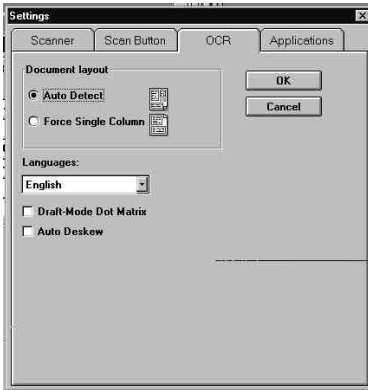 Settings
Scanner
Scan Button
OCR
Applications
Document layout
Auto Detect
Force Single Column
OK
Cancel
Languages:
English
Draft-Mode Dot Matrix
Auto Deskew